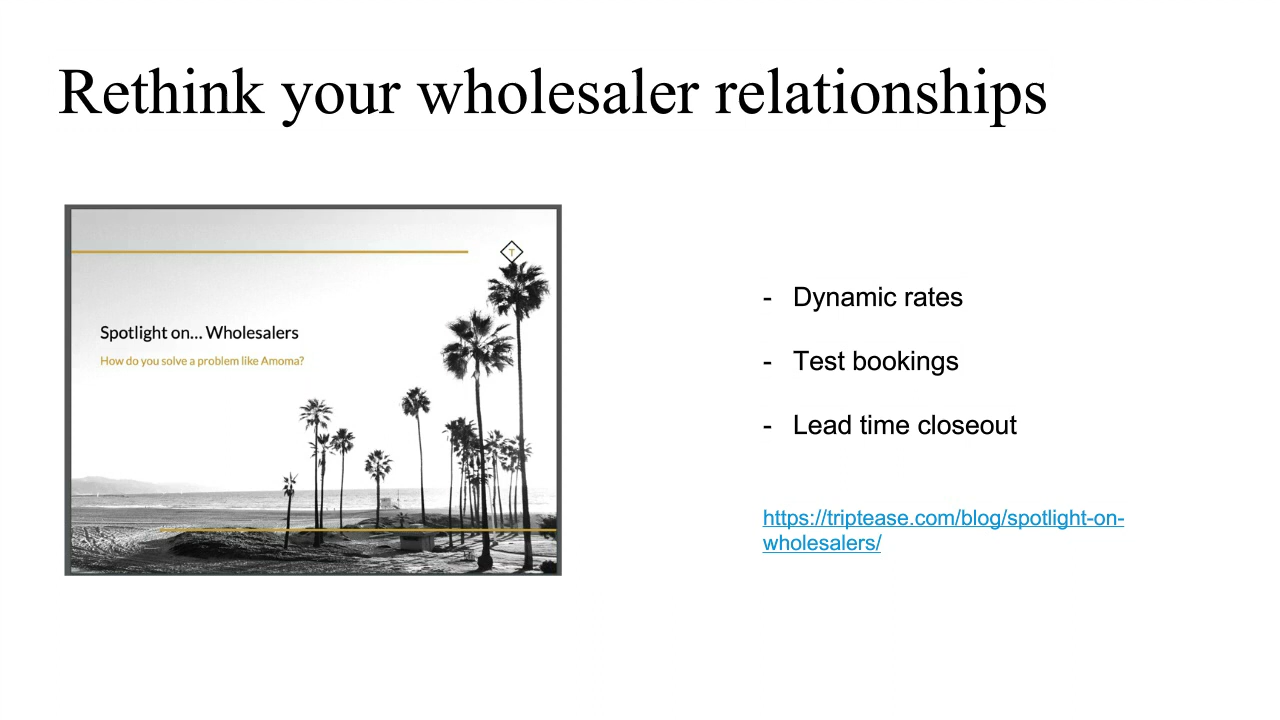 Rethink your wholesaler relationships
T
Spotlight on... Wholesalers
How do you solve a problem like Amoma?
- Dynamic rates
- Test bookings
- Lead time closeout
https://triptease.com/blog/spotlight-on-
wholesalers/